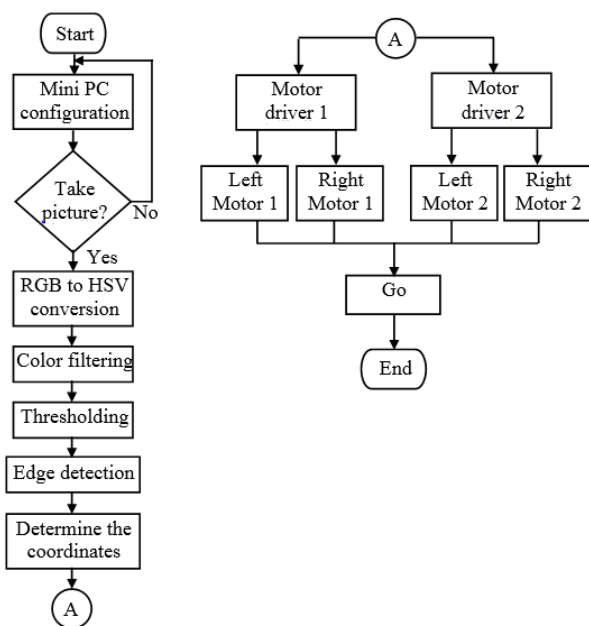 Start
Mini PC
configuration
Take
picture?
No
Yes
RGB to HSV
conversion
Color filtering
Thresholding
Edge detection
Determine the
coordinates
A
A
Motor
driver 1
Motor
driver 2
Left
Motor 1
Right
Motor 1
Left
Motor 2
Right
Motor 2
Go
End